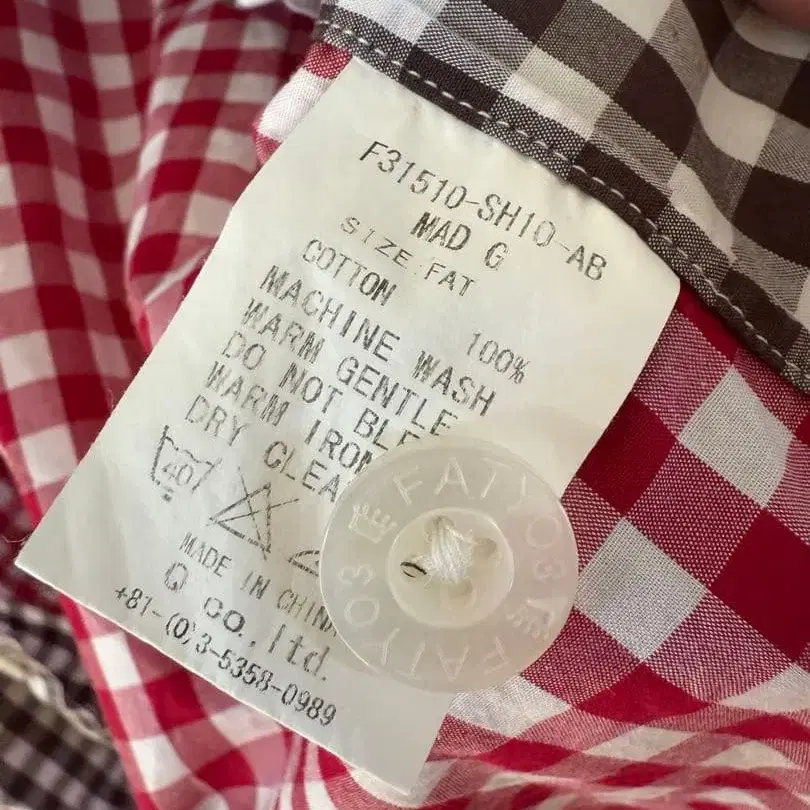 F31510-SH10-AB
MAD G
SIZE FAT
COTTON 100%
MACHINE WASH
WARM GENTLE
DO NOT BLE
WARM IRON
DRY CLEA
40
MADE IN CHINA
Q co., ltd.
+81-(0)3-5358-0989
FATYO3 FATYO3